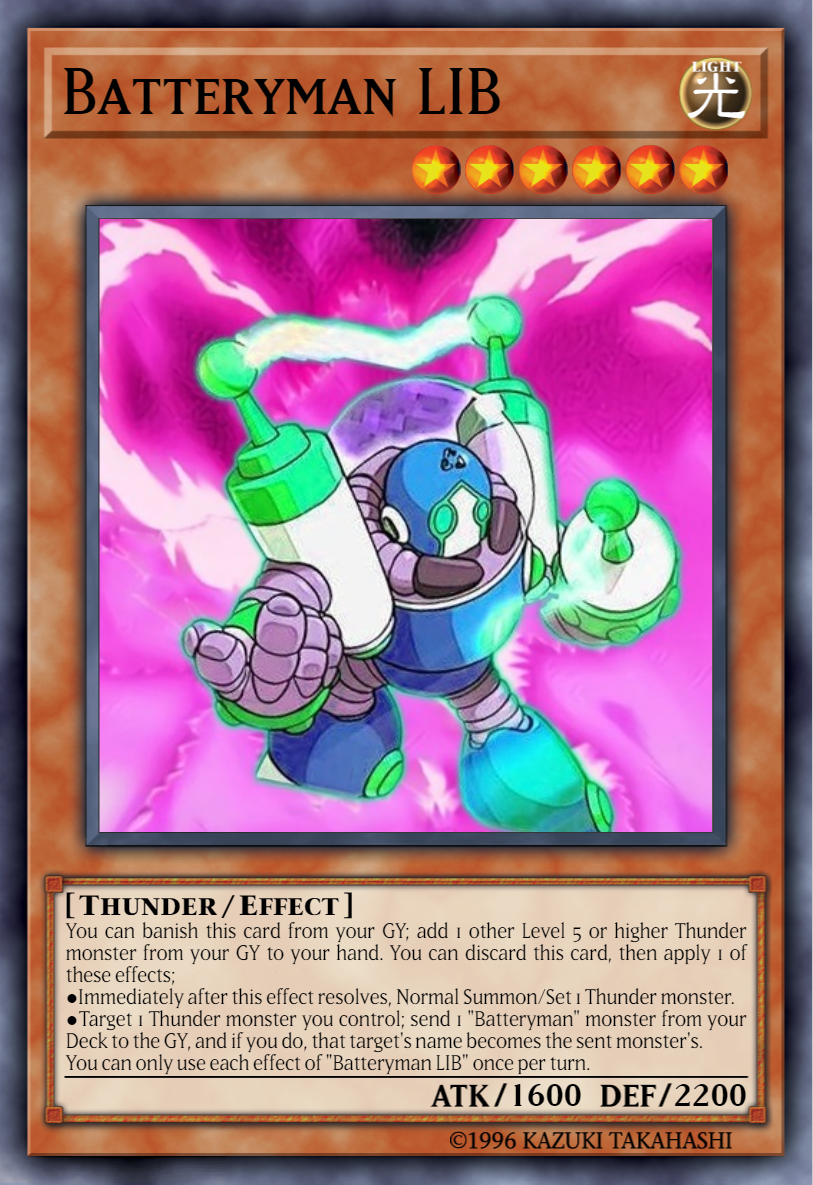 Batteryman LIB
LIGHT
光
[Thunder/Effect]
You can banish this card from your GY; add 1 other Level 5 or higher Thunder
monster from your GY to your hand. You can discard this card, then apply 1 of
these effects;
●Immediately after this effect resolves, Normal Summon/Set 1 Thunder monster.
●Target 1 Thunder monster you control; send 1 "Batteryman" monster from your
Deck to the GY, and if you do, that target's name becomes the sent monster's.
You can only use each effect of "Batteryman LIB" once per turn.
ATK/1600 DEF/2200
©1996 KAZUKI TAKAHASHI